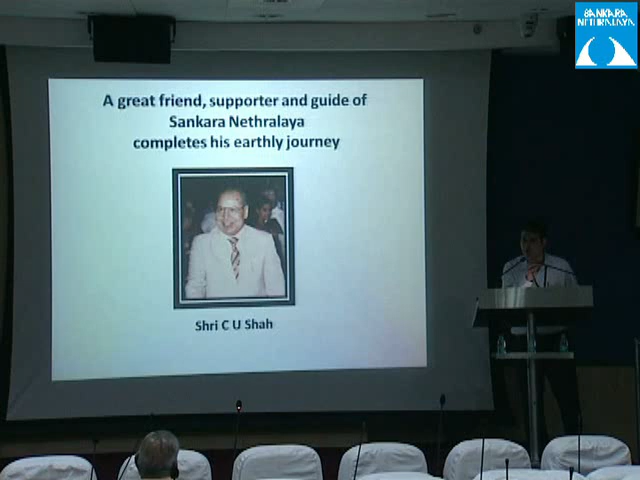 SANKARA
NETHRALAYA
A great friend, supporter and guide of
Sankara Nethralaya
completes his earthly journey
Shri C U Shah